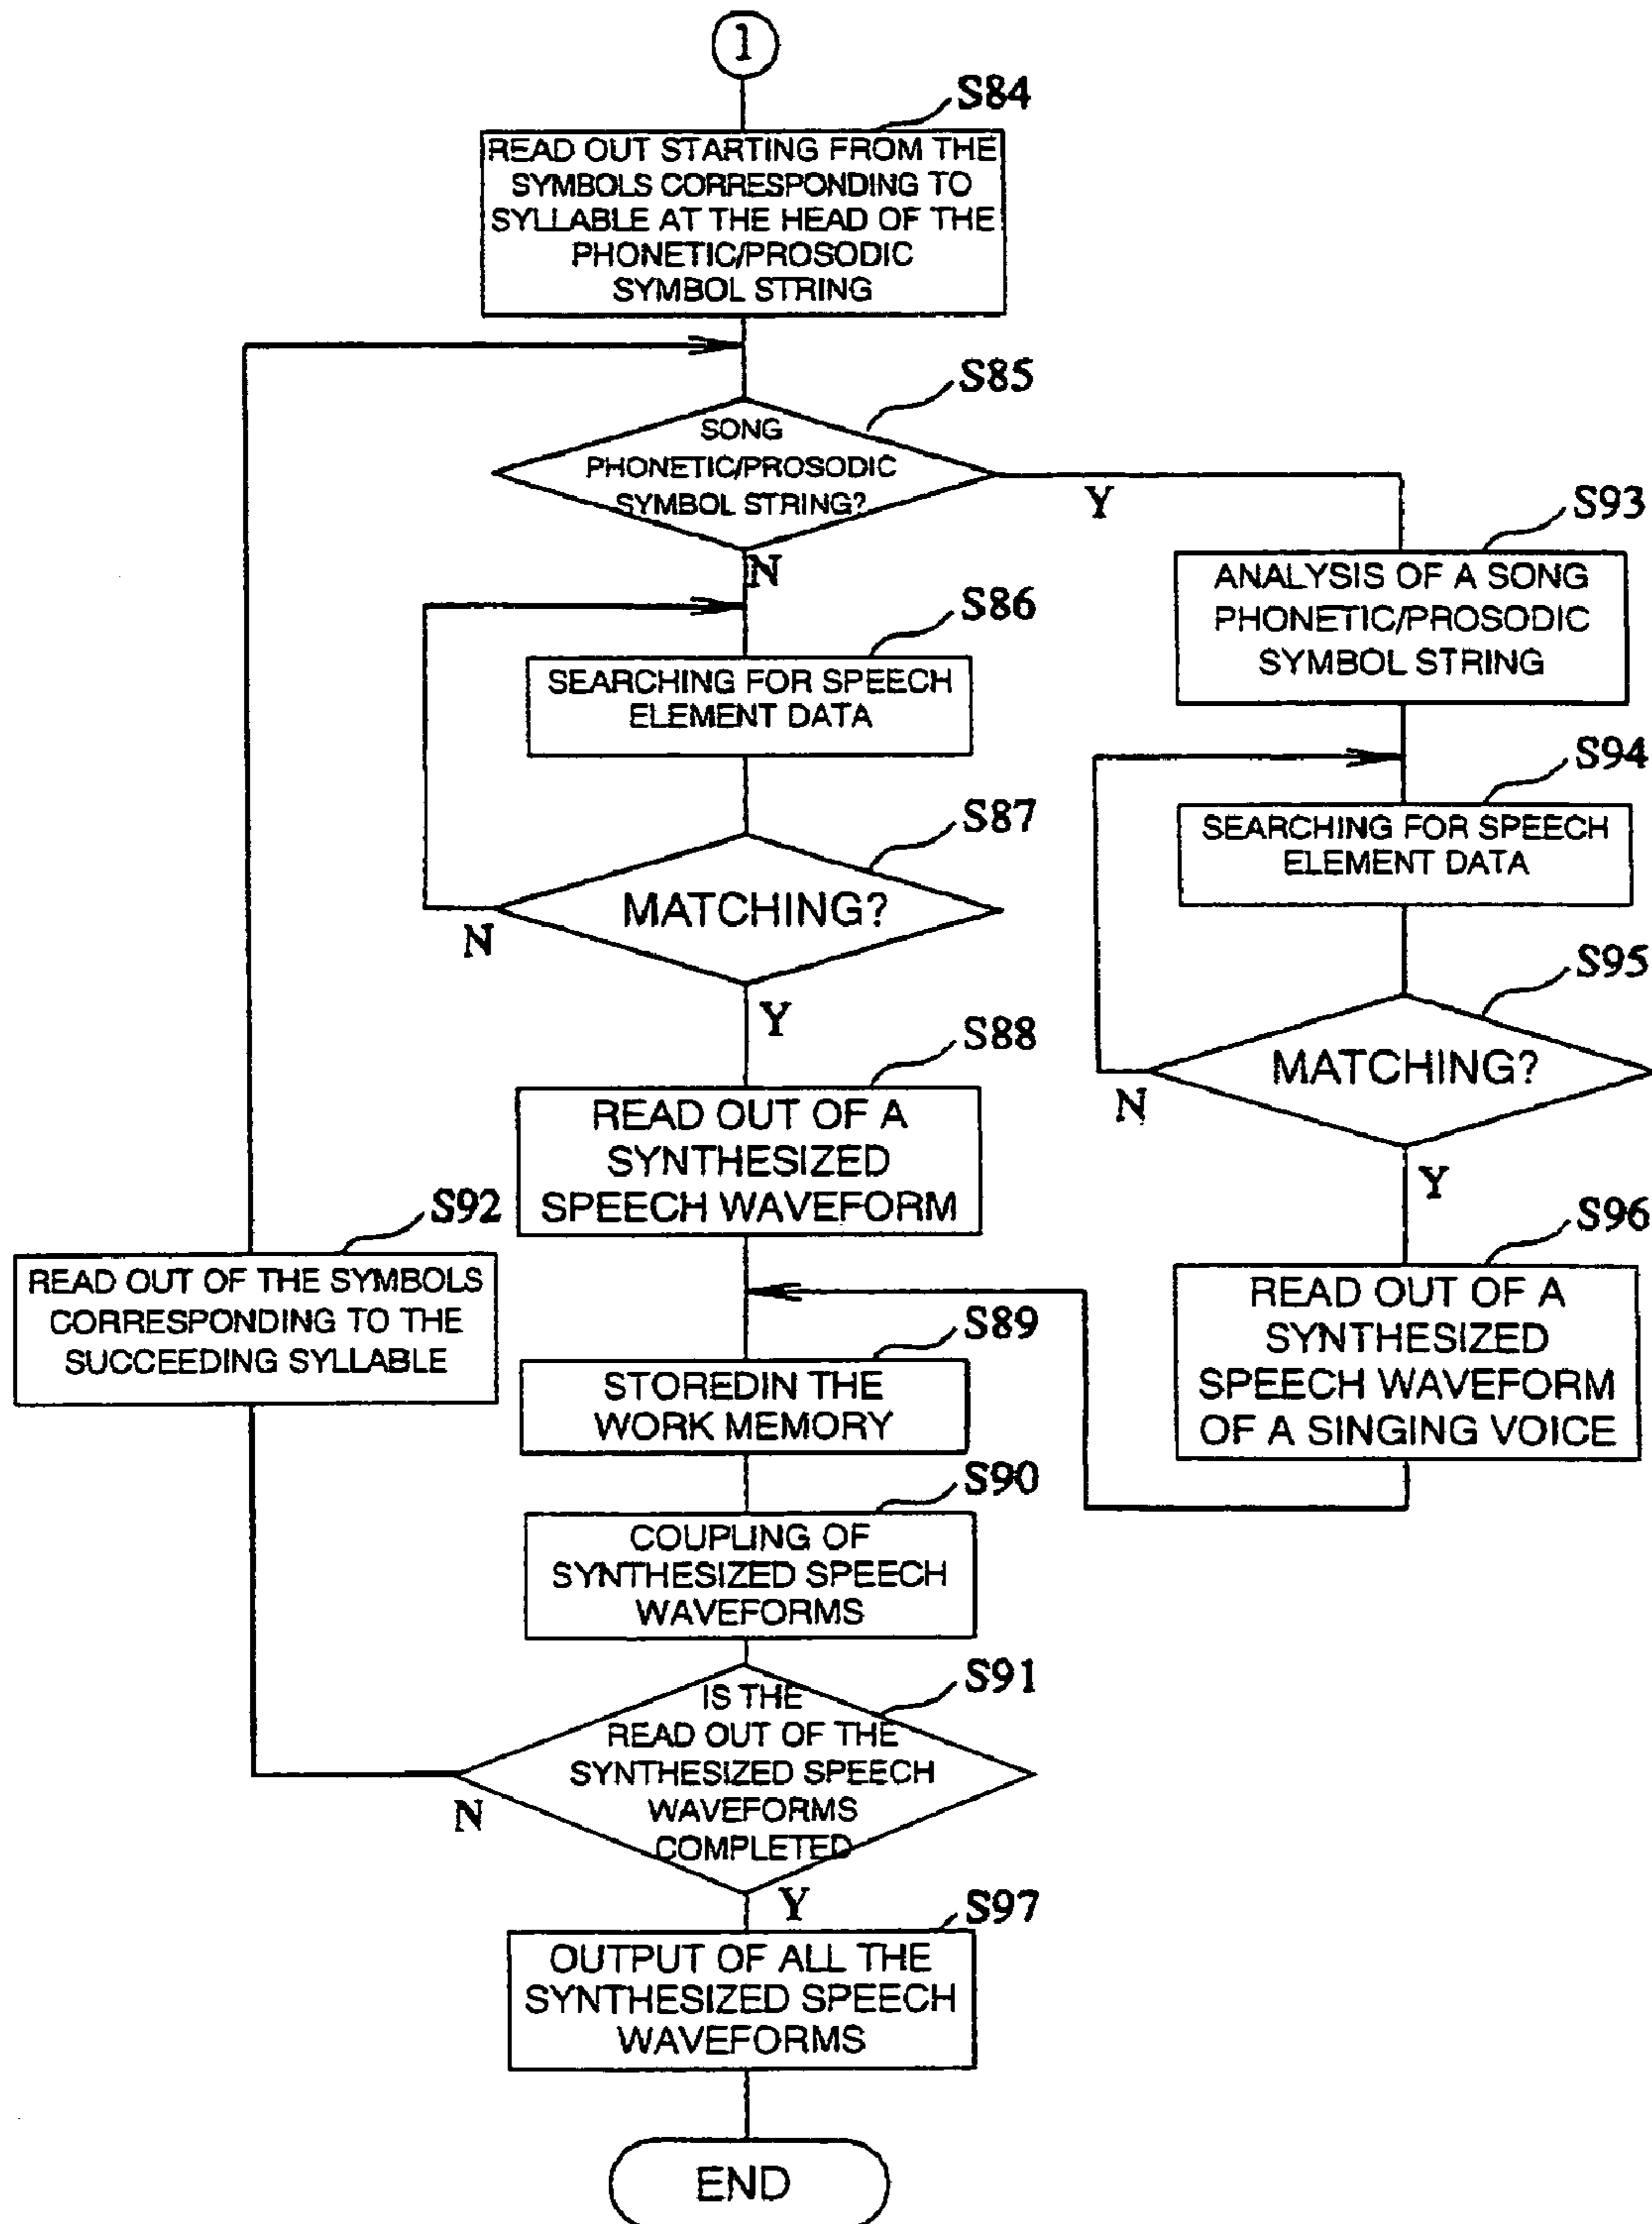 1
S84
READ OUT STARTING FROM THE
SYMBOLS CORRESPONDING TO
SYLLABLE AT THE HEAD OF THE
PHONETIC/PROSODIC
SYMBOL STRING
S85
SONG
PHONETIC/PROSODIC
SYMBOL STRING?
Y
N
S93
ANALYSIS OF A SONG
PHONETIC/PROSODIC
SYMBOL STRING
S86
SEARCHING FOR SPEECH
ELEMENT DATA
S94
SEARCHING FOR SPEECH
ELEMENT DATA
S87
MATCHING?
N
Y
S95
MATCHING?
N
Y
S88
READ OUT OF A
SYNTHESIZED
SPEECH WAVEFORM
S92
READ OUT OF THE SYMBOLS
CORRESPONDING TO THE
SUCCEEDING SYLLABLE
S96
READ OUT OF A
SYNTHESIZED
SPEECH WAVEFORM
OF A SINGING VOICE
S89
STOREDIN THE
WORK MEMORY
S90
COUPLING OF
SYNTHESIZED SPEECH
WAVEFORMS
S91
IS THE
READ OUT OF THE
SYNTHESIZED SPEECH
WAVEFORMS
COMPLETED
N
Y
S97
OUTPUT OF ALL THE
SYNTHESIZED SPEECH
WAVEFORMS
END